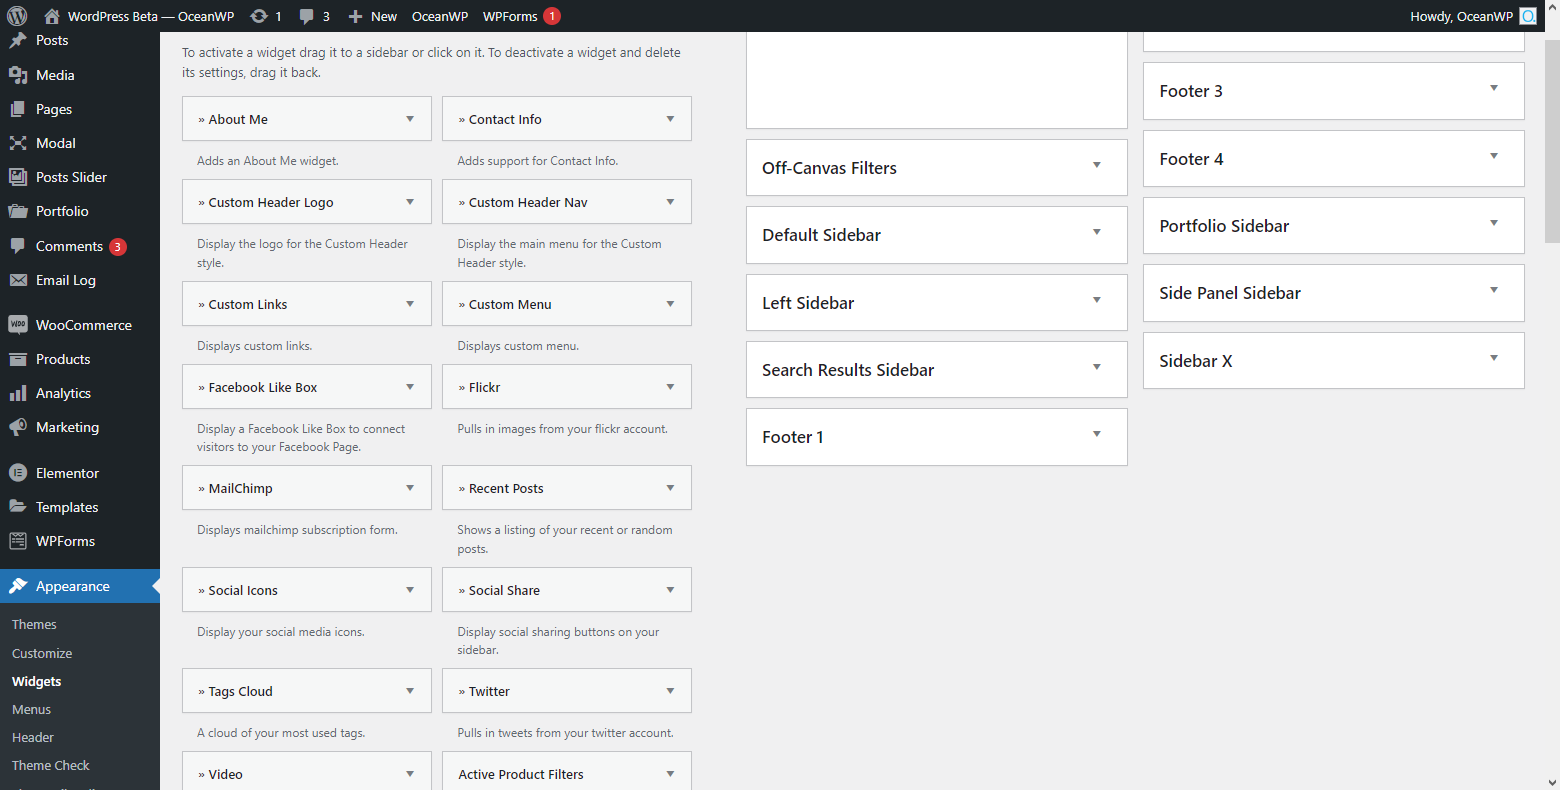 WordPress Beta — OceanWP
1
3
New
OceanWP
WPForms
1
Howdy, OceanWP
Posts
Media
Pages
Modal
Posts Slider
Portfolio
Comments
3
Email Log
WooCommerce
Products
Analytics
Marketing
Elementor
Templates
WPForms
Appearance
Themes
Customize
Widgets
Menus
Header
Theme Check
To activate a widget drag it to a sidebar or click on it. To deactivate a widget and delete
its settings, drag it back.
» About Me
Adds an About Me widget.
» Contact Info
Adds support for Contact Info.
» Custom Header Logo
Display the logo for the Custom Header
style.
» Custom Header Nav
Display the main menu for the Custom
Header style.
» Custom Links
Displays custom links.
» Custom Menu
Displays custom menu.
» Facebook Like Box
Display a Facebook Like Box to connect
visitors to your Facebook Page.
» Flickr
Pulls in images from your flickr account.
» MailChimp
Displays mailchimp subscription form.
» Recent Posts
Shows a listing of your recent or random
posts.
» Social Icons
Display your social media icons.
» Social Share
Display social sharing buttons on your
sidebar.
» Tags Cloud
A cloud of your most used tags.
» Twitter
Pulls in tweets from your twitter account.
» Video
Active Product Filters
Off-Canvas Filters
Default Sidebar
Left Sidebar
Search Results Sidebar
Footer 1
Footer 3
Footer 4
Portfolio Sidebar
Side Panel Sidebar
Sidebar X